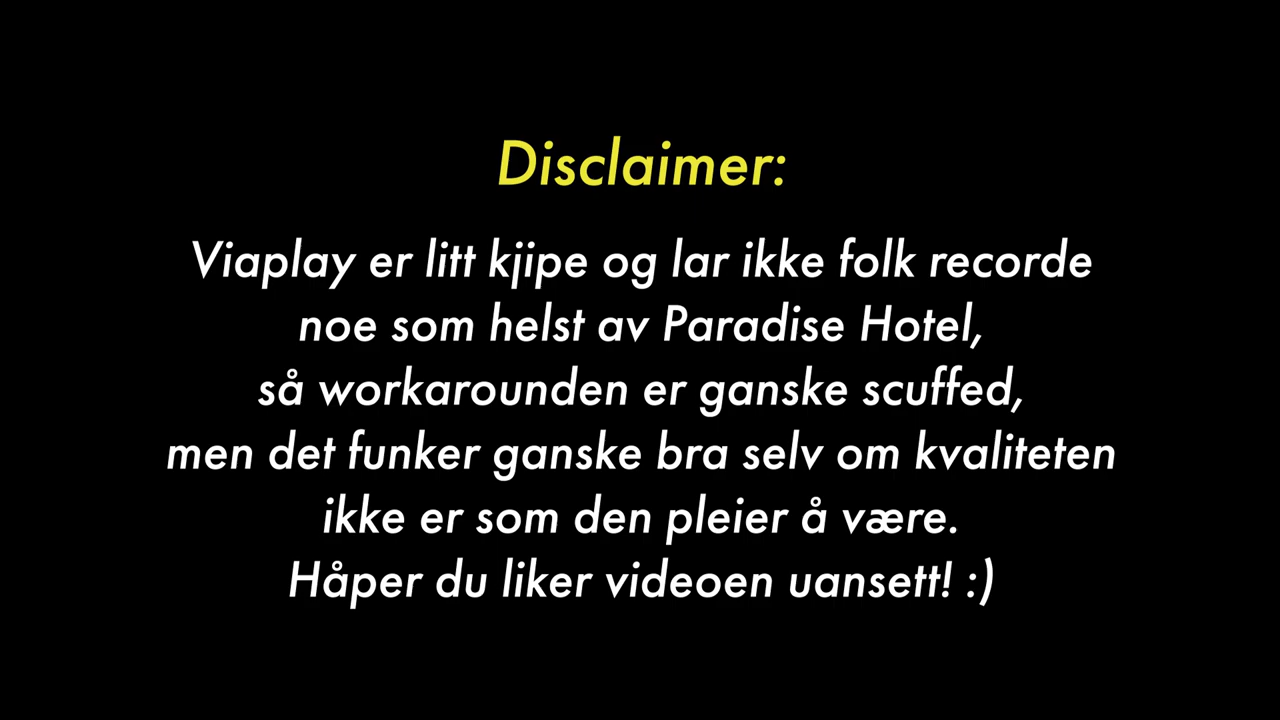 Disclaimer:
Viaplay er litt kjipe og lar ikke folk recorde
noe som helst av Paradise Hotel,
så workarounden er ganske scuffed,
men det funker ganske bra selv om kvaliteten
ikke er som den pleier å være.
Håper du liker videoen uansett! :)